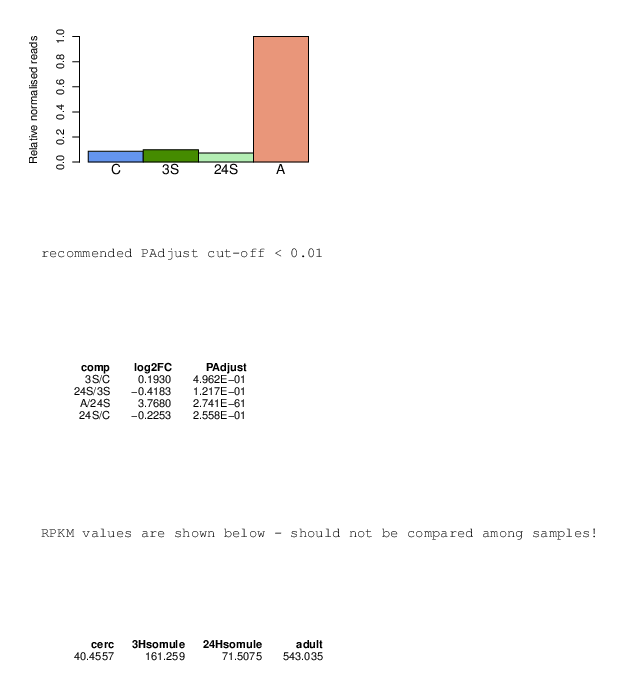 Relative normalised reads
1.0
0.8
0.6
0.4
0.2
0.0
C 3S 24S A
recommended PAdjust cut-off < 0.01
comp log2FC PAdjust
3S/C 0.1930 4.962E−01
24S/3S −0.4183 1.217E−01
A/24S 3.7680 2.741E−61
24S/C −0.2253 2.558E−01
RPKM values are shown below - should not be compared among samples!
cerc 3Hsomule 24Hsomule adult
40.4557 161.259 71.5075 543.035